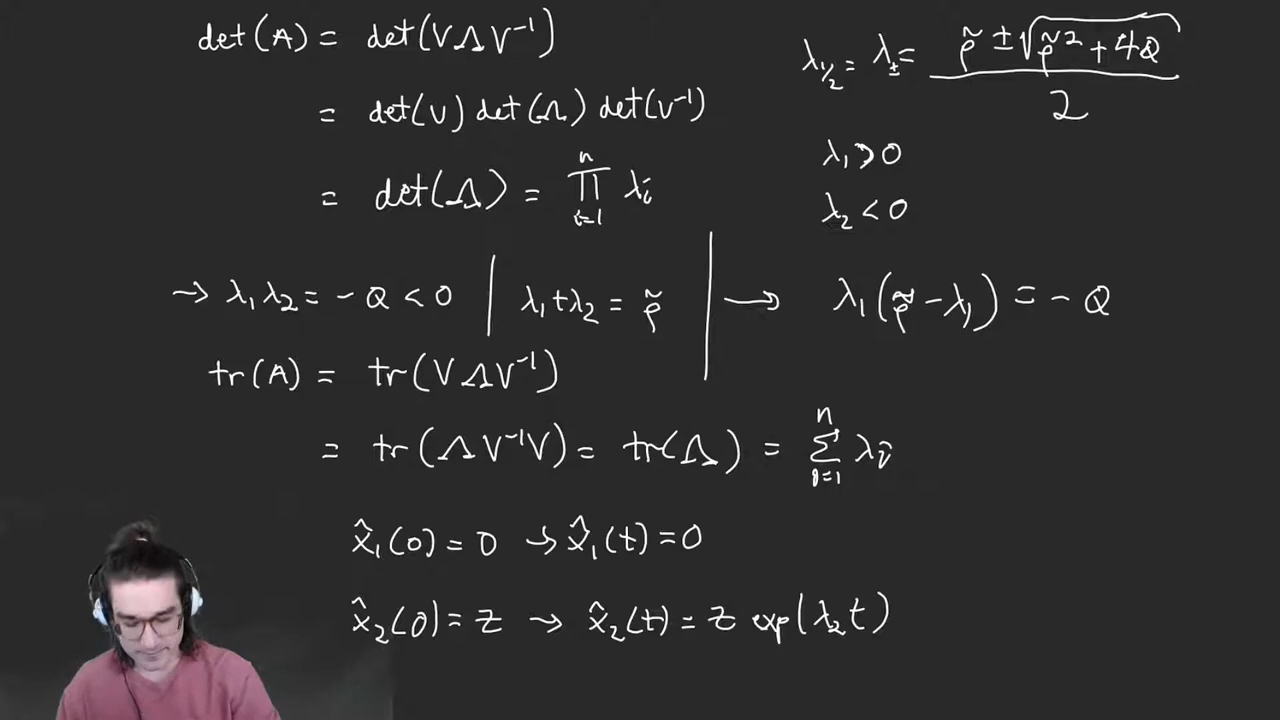 det(A) = det(VΛV⁻¹)
= det(V) det(Λ) det(V⁻¹)
= det(Λ) = ∏ᵢ₌₁ⁿ λᵢ
→ λ₁λ₂ = -Q < 0 | λ₁+λ₂ = ρ̃ | → λ₁(ρ̃ - λ₁) = -Q
tr(A) = tr(VΛV⁻¹)
= tr(ΛV⁻¹V) = tr(Λ) = ∑ᵢ₌₁ⁿ λᵢ
x̂₁(0) = 0 → x̂₁(t) = 0
x̂₂(0) = z → x̂₂(t) = z exp(λ₂t)
λ₁/₂ = λ± = (ρ̃ ± √(ρ̃² + 4Q)) / 2
λ₁ > 0
λ₂ < 0